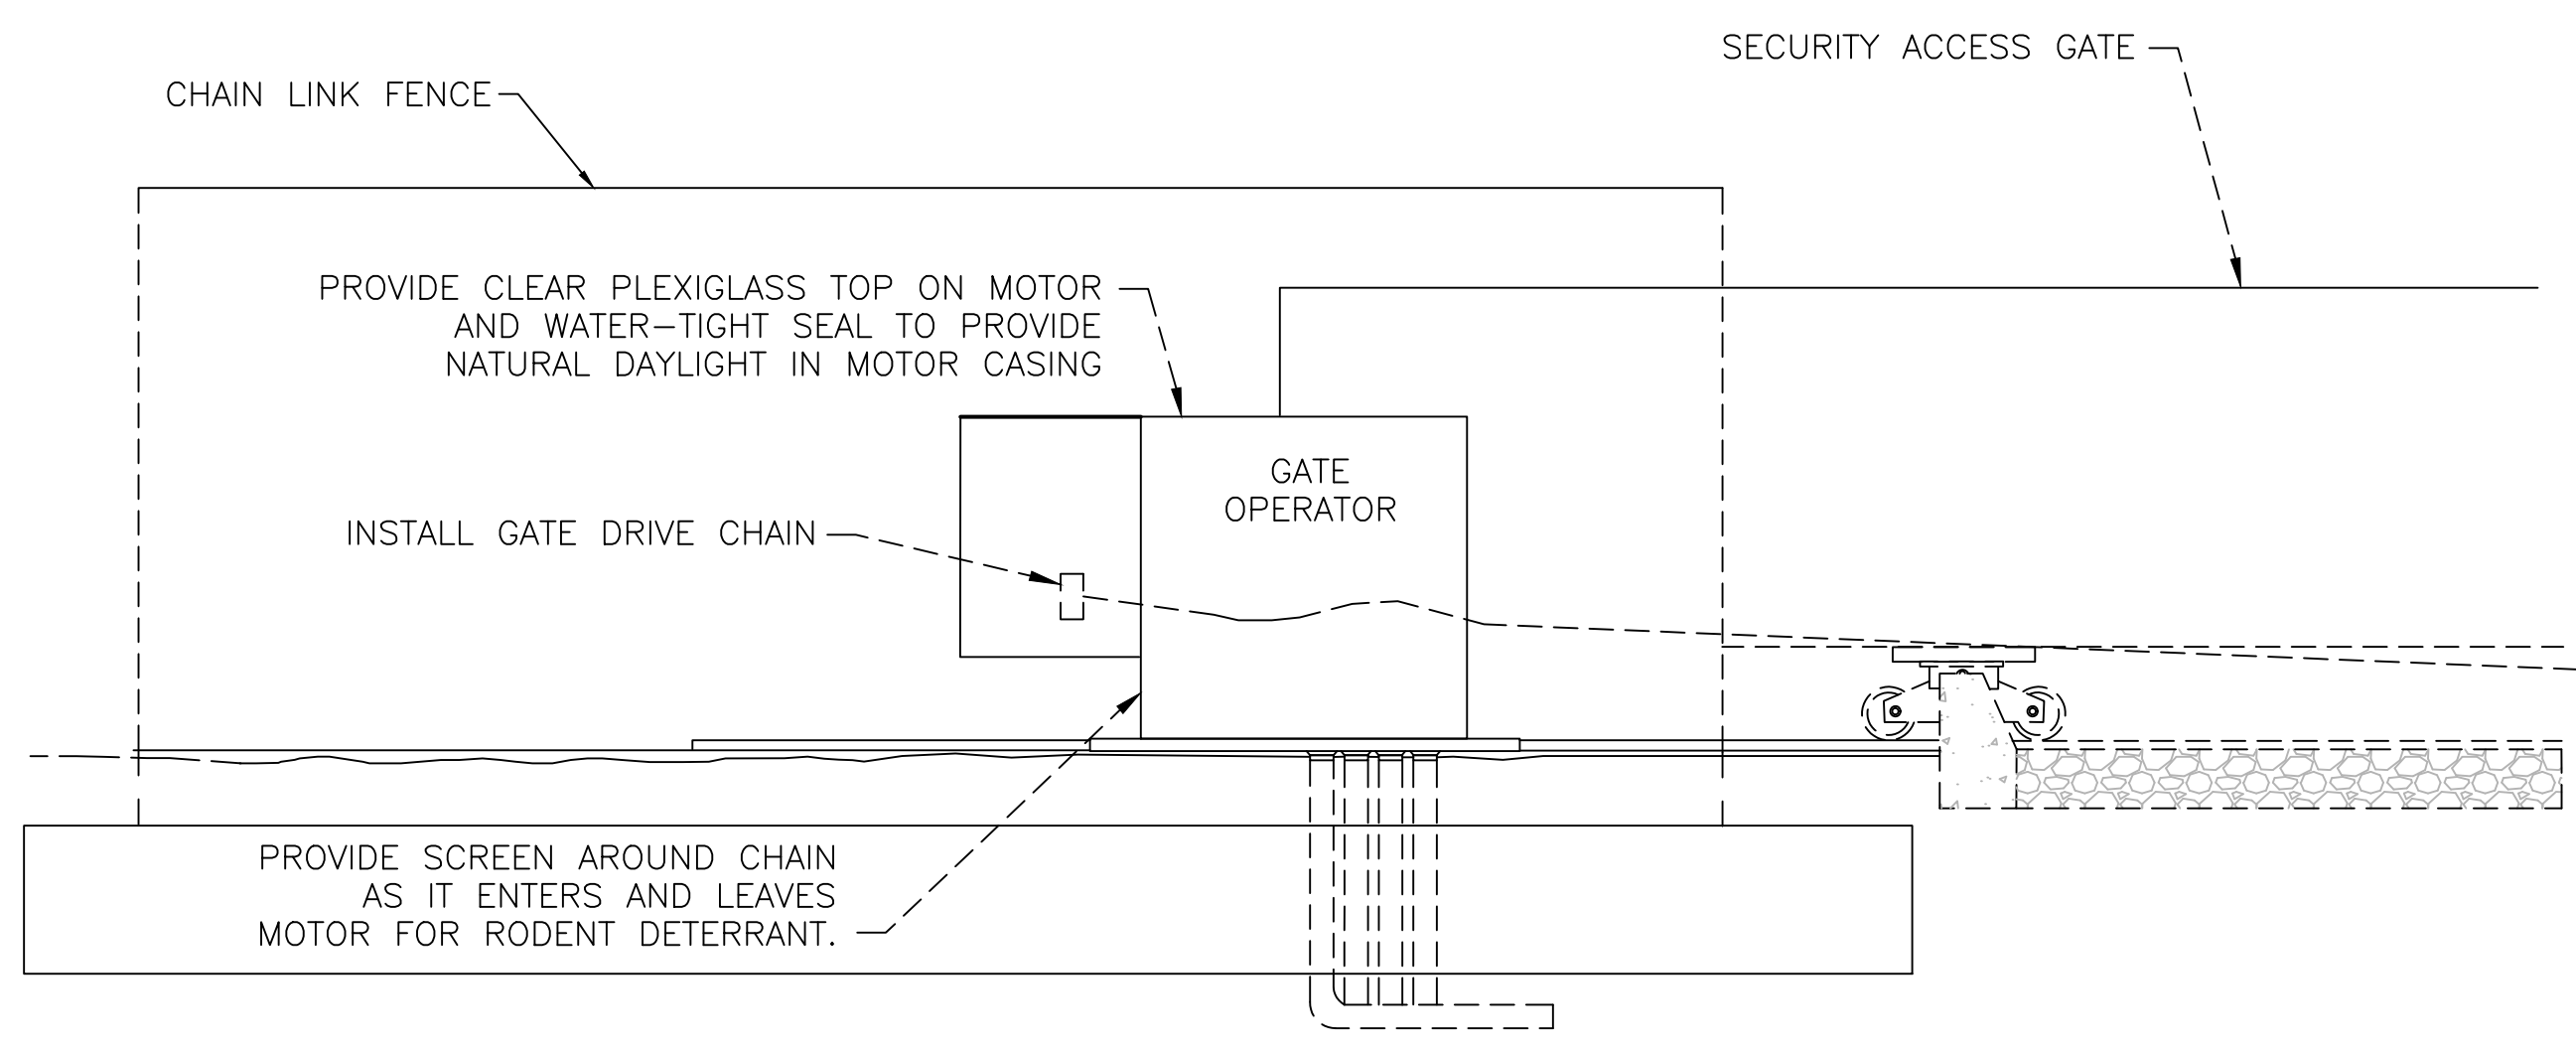 SECURITY ACCESS GATE
CHAIN LINK FENCE
PROVIDE CLEAR PLEXIGLASS TOP ON MOTOR
AND WATER-TIGHT SEAL TO PROVIDE
NATURAL DAYLIGHT IN MOTOR CASING
GATE
OPERATOR
INSTALL GATE DRIVE CHAIN
PROVIDE SCREEN AROUND CHAIN
AS IT ENTERS AND LEAVES
MOTOR FOR RODENT DETERRANT.